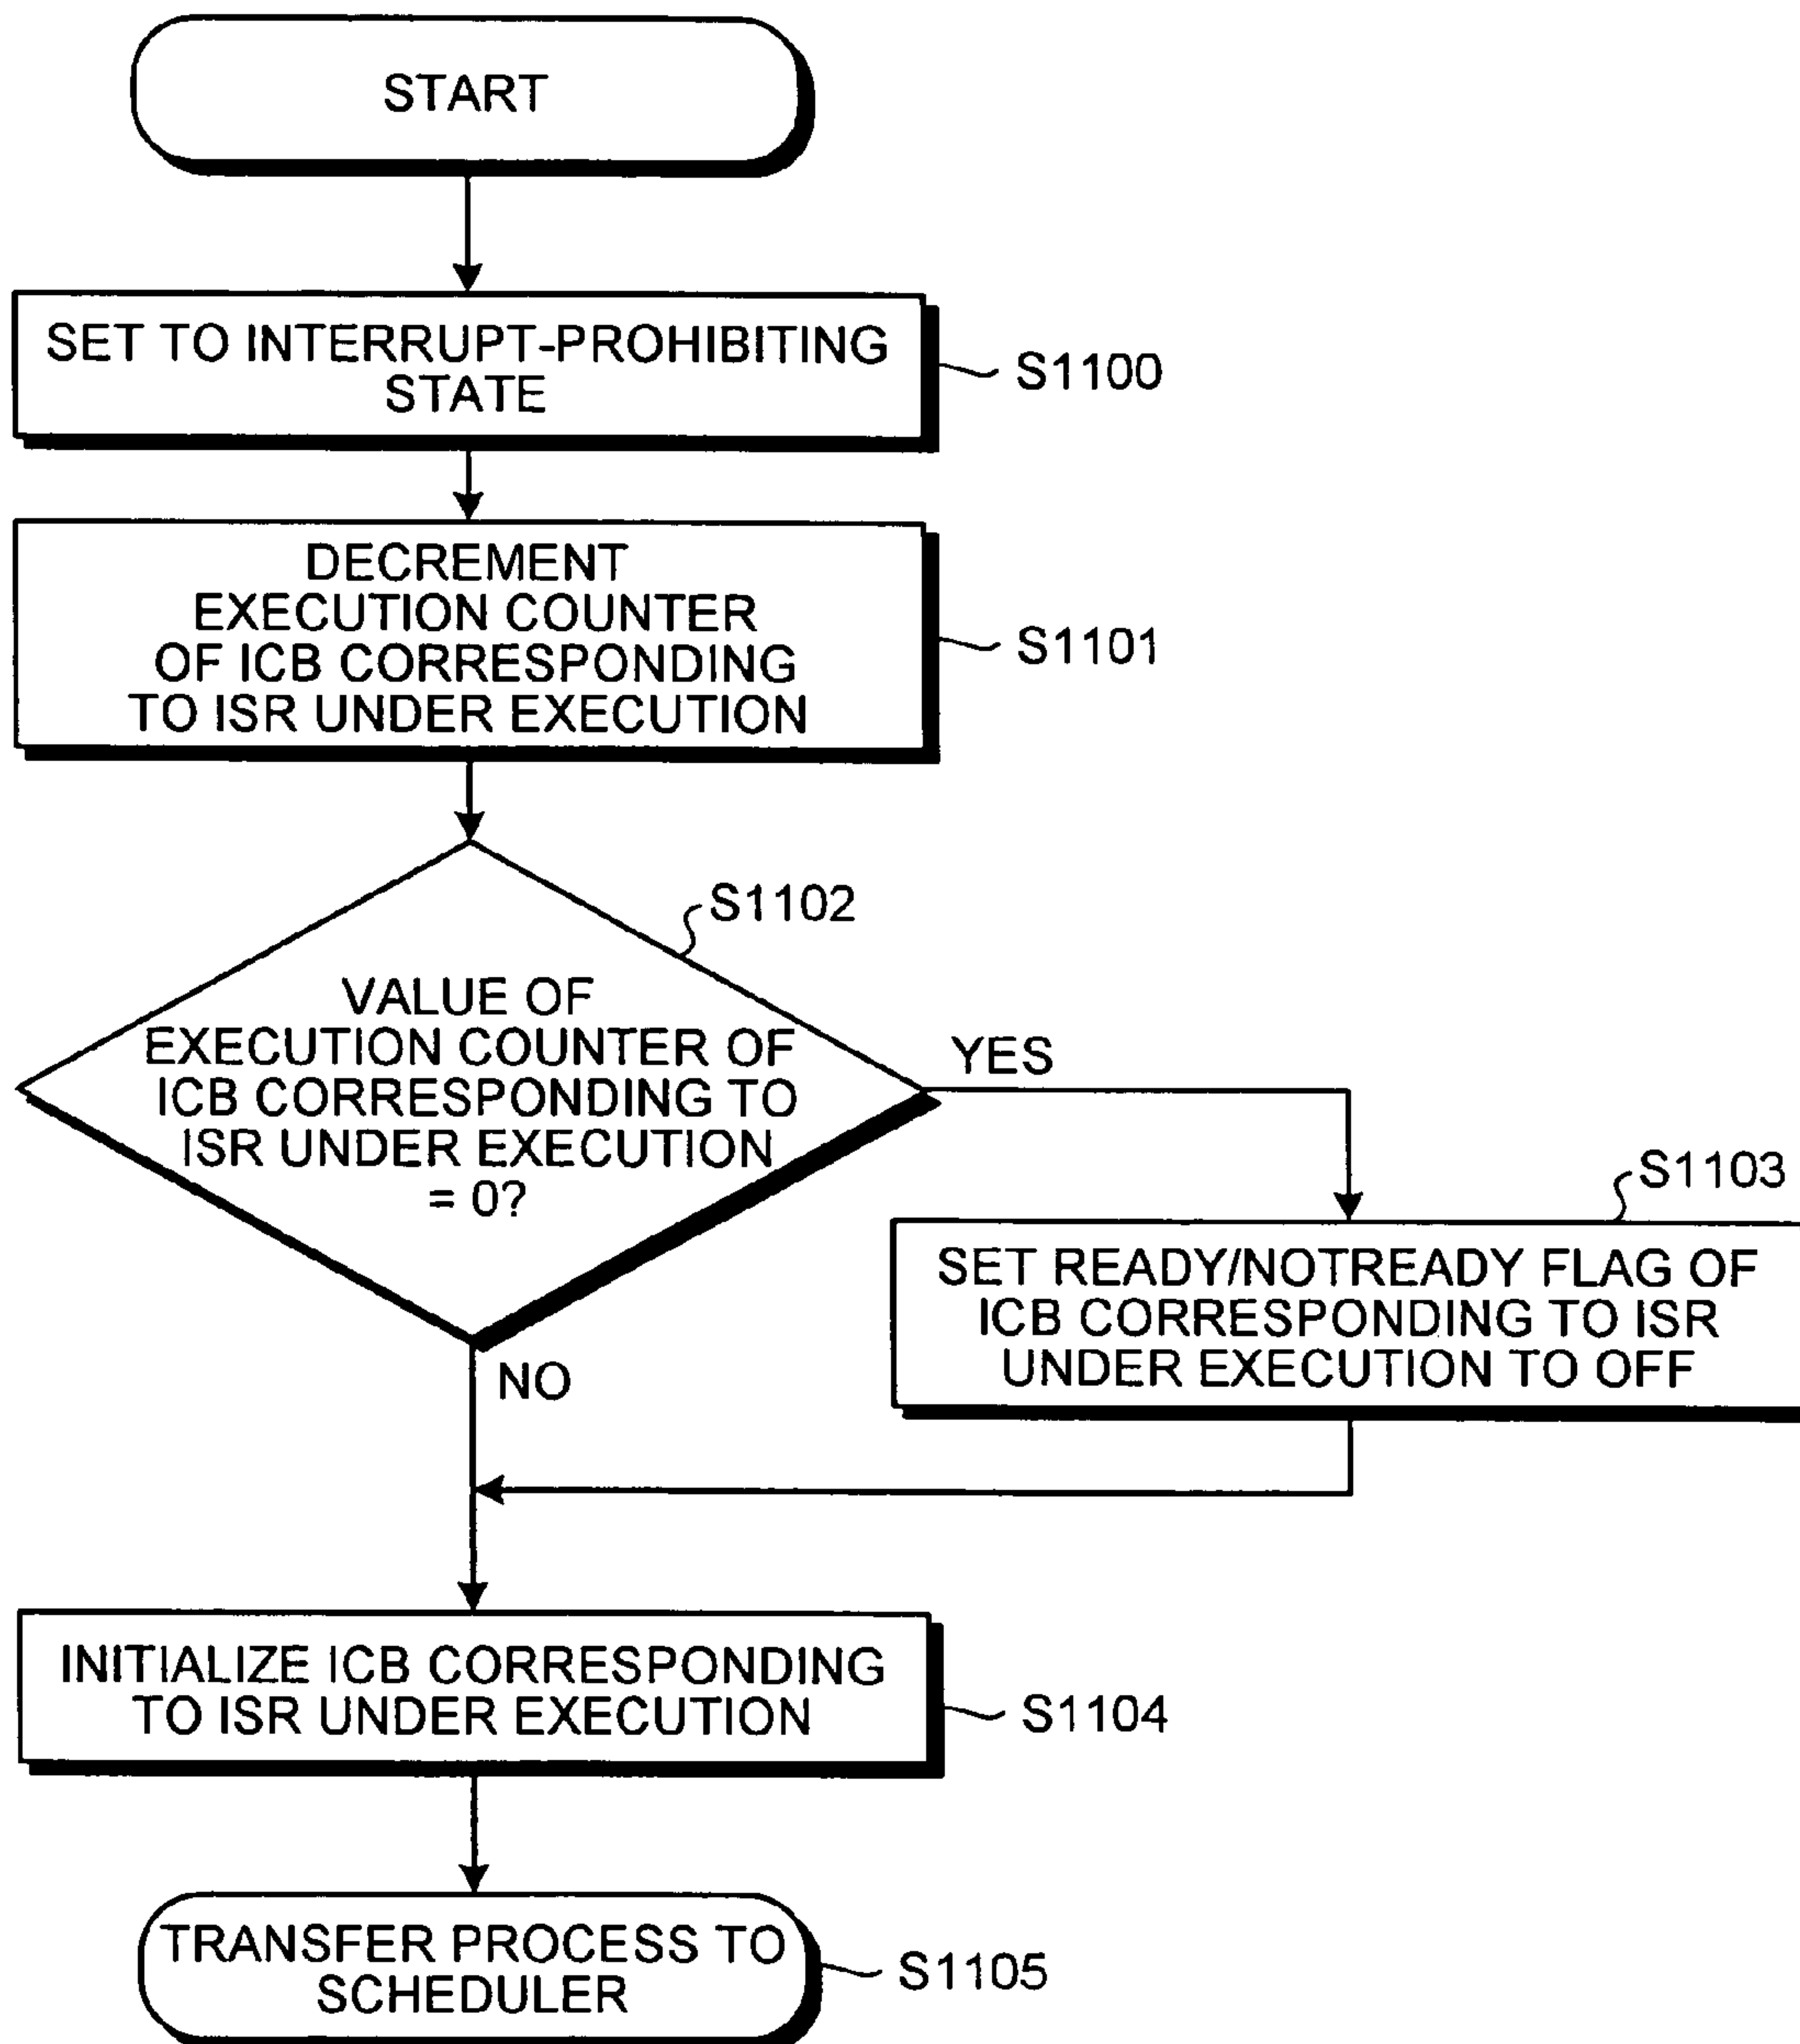 START
SET TO INTERRUPT-PROHIBITING
STATE
S1100
DECREMENT
EXECUTION COUNTER
OF ICB CORRESPONDING
TO ISR UNDER EXECUTION
S1101
S1102
VALUE OF
EXECUTION COUNTER OF
ICB CORRESPONDING TO
ISR UNDER EXECUTION
= 0?
YES
S1103
SET READY/NOTREADY FLAG OF
ICB CORRESPONDING TO ISR
UNDER EXECUTION TO OFF
NO
INITIALIZE ICB CORRESPONDING
TO ISR UNDER EXECUTION
S1104
TRANSFER PROCESS TO
SCHEDULER
S1105